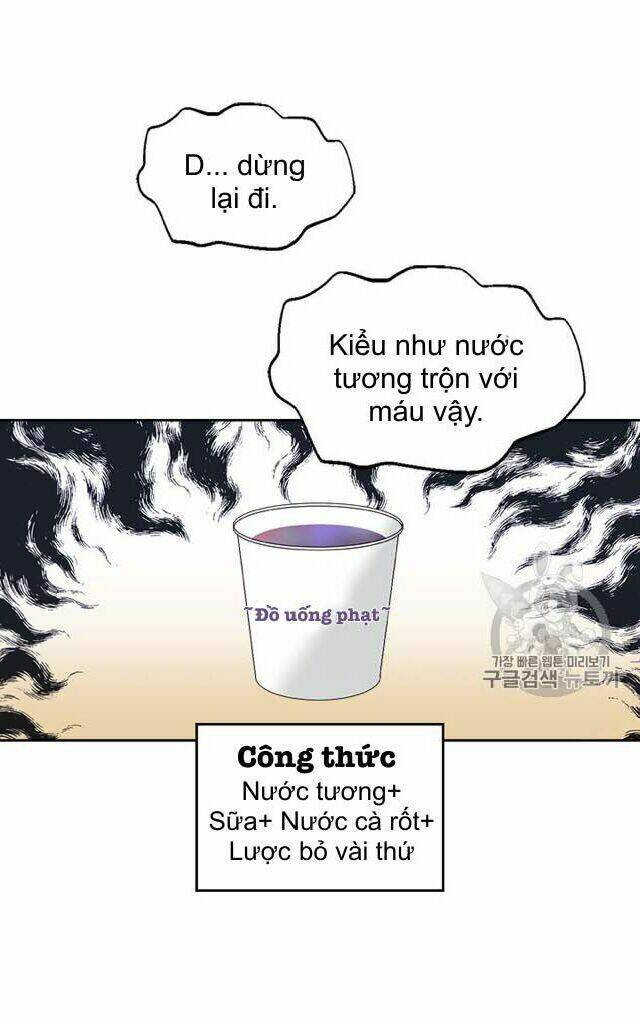 D... dừng
lại đi.
Kiểu như nước
tương trộn với
máu vậy.
~Đồ uống phạt~
가장 빠른 웹툰 미리보기
구글검색 뉴토끼
Công thức
Nước tương+
Sữa+ Nước cà rốt+
Lược bỏ vài thứ